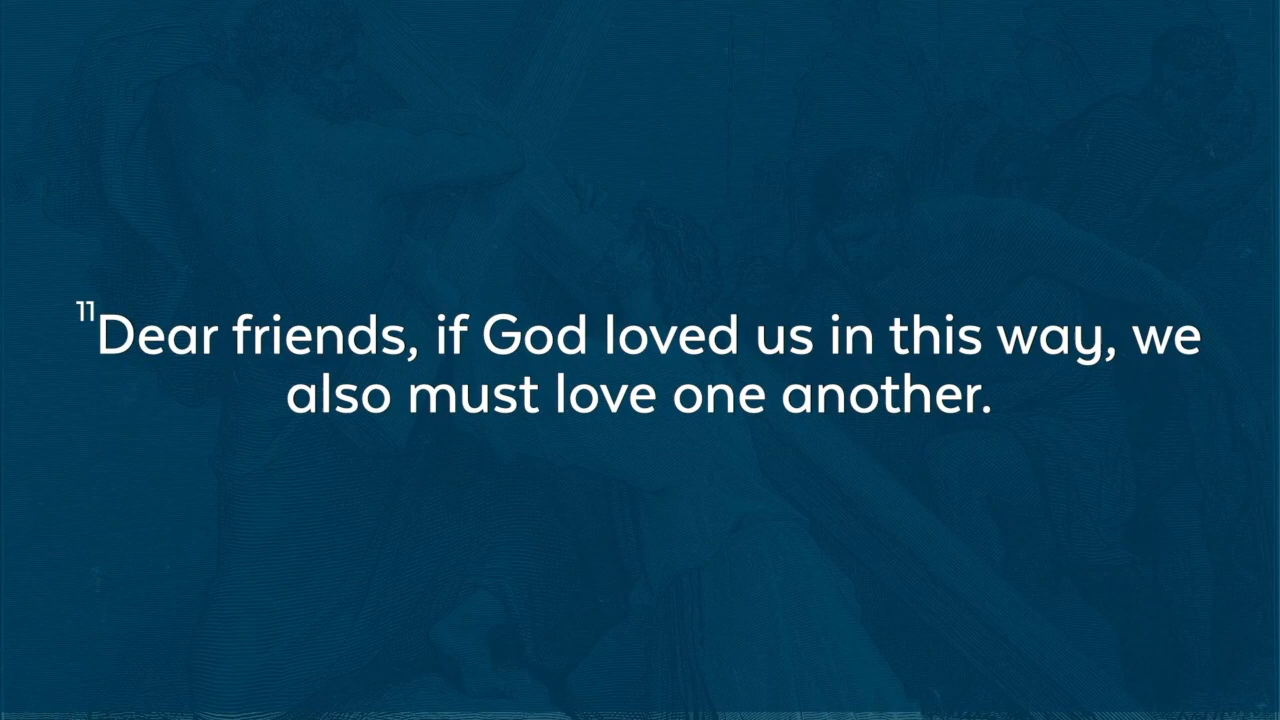 11Dear friends, if God loved us in this way, we
also must love one another.